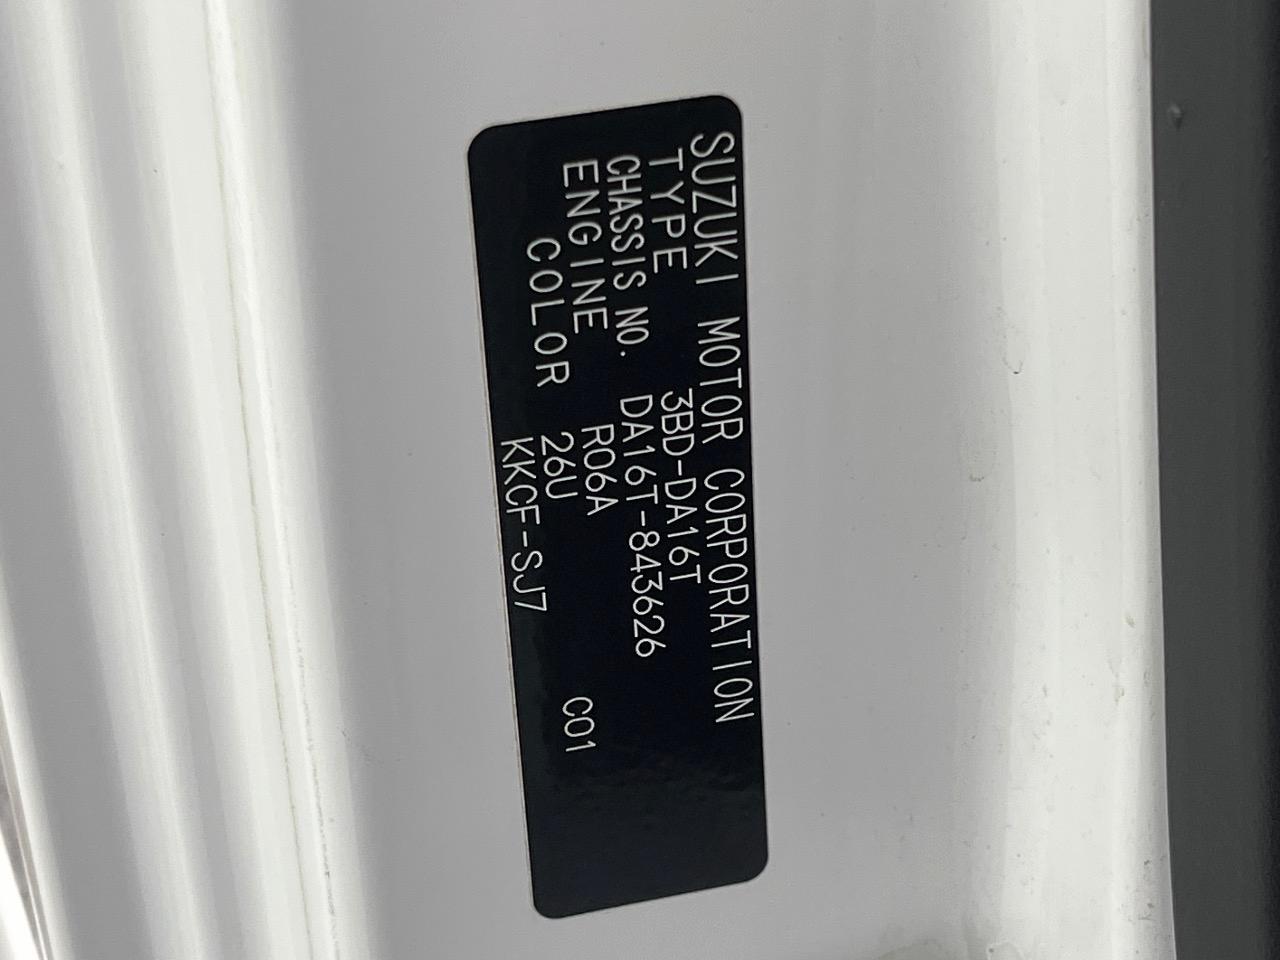 SUZUKI MOTOR CORPORATION
TYPE 3BD-DA16T
CHASSIS NO. DA16T-843626
ENGINE R06A
COLOR 26U C01
KKCF-SJ7